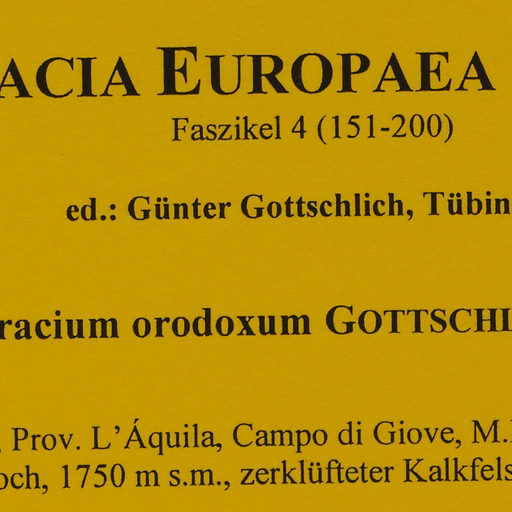 ACIA EUROPAEA
Faszikel 4 (151-200)
ed.: Günter Gottschlich, Tübin
racium orodoxum GOTTSCHL
, Prov. L'Áquila, Campo di Giove, M.
och, 1750 m s.m., zerklüfteter Kalkfels